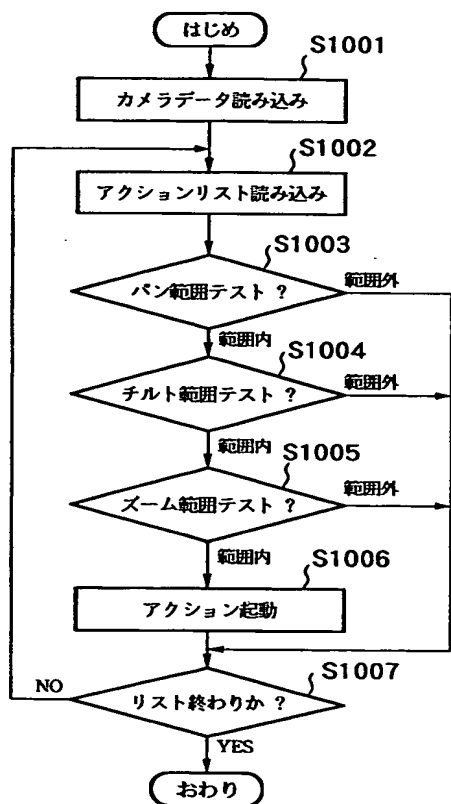 はじめ
S1001
カメラデータ読み込み
S1002
アクションリスト読み込み
S1003
パン範囲テスト ?
範囲外
範囲内
S1004
チルト範囲テスト ?
範囲外
範囲内
S1005
ズーム範囲テスト ?
範囲外
範囲内
S1006
アクション起動
S1007
NO
リスト終わりか ?
YES
おわり